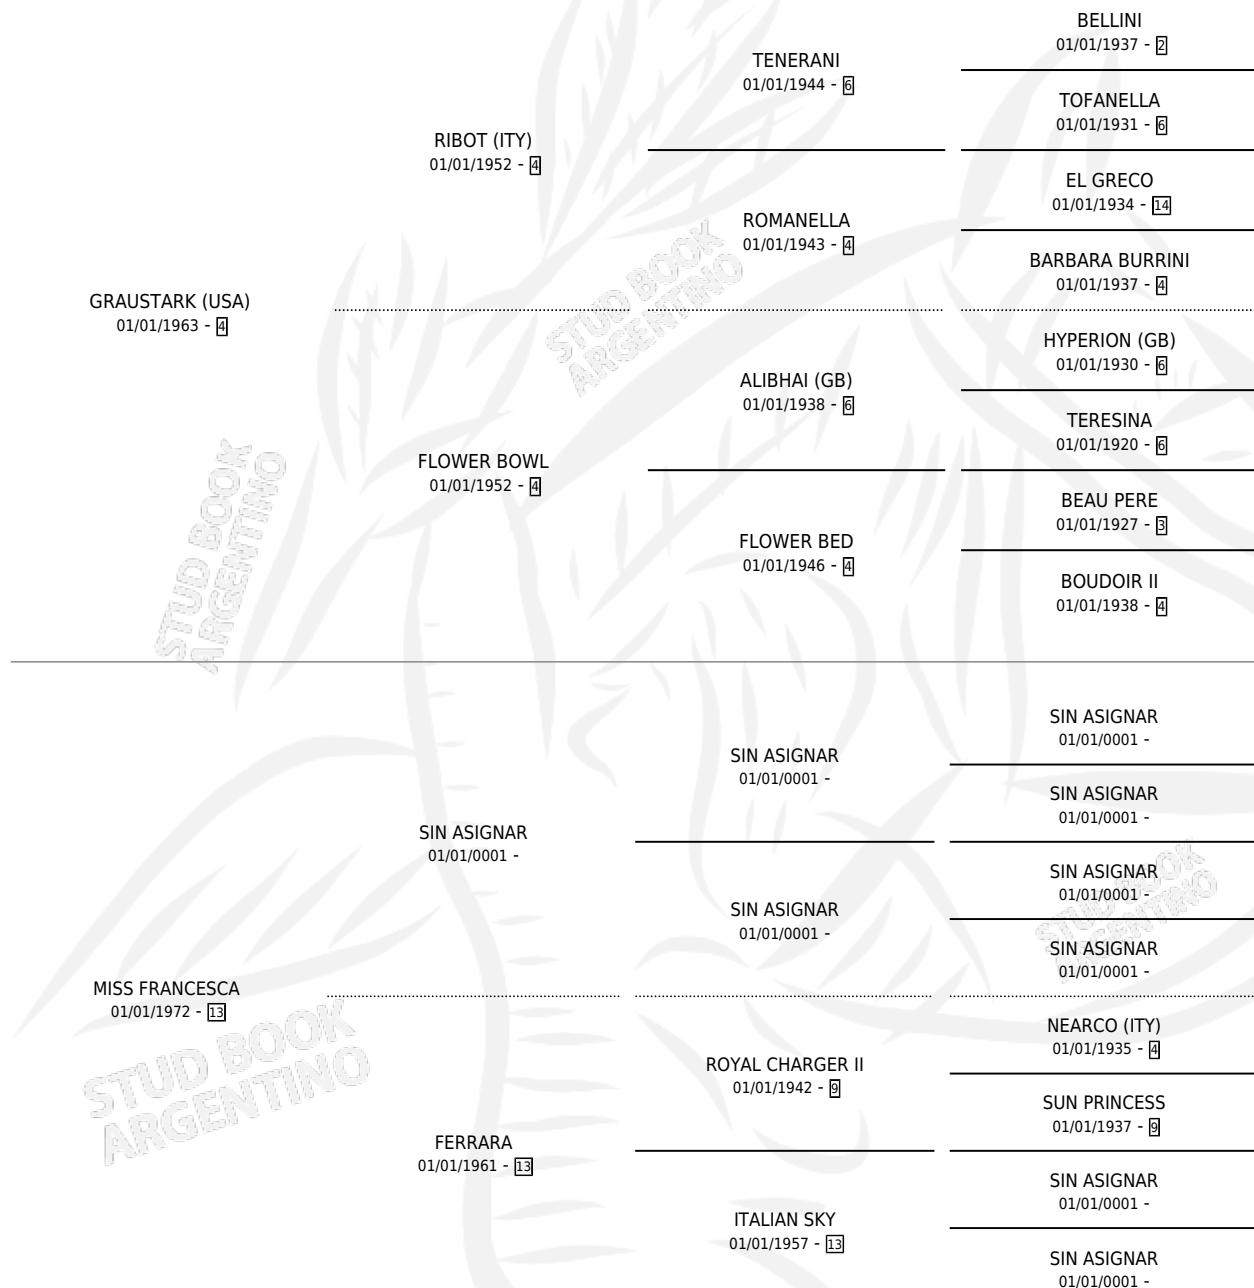 BELLINI
01/01/1937 - 2
TENERANI
01/01/1944 - 6
TOFANELLA
01/01/1931 - 6
RIBOT (ITY)
01/01/1952 - 4
EL GRECO
01/01/1934 - 14
ROMANELLA
01/01/1943 - 4
BARBARA BURRINI
01/01/1937 - 4
GRAUSTARK (USA)
01/01/1963 - 4
HYPERION (GB)
01/01/1930 - 6
ALIBHAI (GB)
01/01/1938 - 6
TERESINA
01/01/1920 - 6
FLOWER BOWL
01/01/1952 - 4
BEAU PERE
01/01/1927 - 3
FLOWER BED
01/01/1946 - 4
BOUDOIR II
01/01/1938 - 4
SIN ASIGNAR
01/01/0001 -
SIN ASIGNAR
01/01/0001 -
SIN ASIGNAR
01/01/0001 -
SIN ASIGNAR
01/01/0001 -
SIN ASIGNAR
01/01/0001 -
SIN ASIGNAR
01/01/0001 -
SIN ASIGNAR
01/01/0001 -
MISS FRANCESCA
01/01/1972 - 13
NEARCO (ITY)
01/01/1935 - 4
ROYAL CHARGER II
01/01/1942 - 9
SUN PRINCESS
01/01/1937 - 9
FERRARA
01/01/1961 - 13
SIN ASIGNAR
01/01/0001 -
ITALIAN SKY
01/01/1957 - 13
SIN ASIGNAR
01/01/0001 -
STUD BOOK
ARGENTINO
STUD BOOK
ARGENTINO
STUD BOOK
ARGENTINO
STUD BOOK
ARGENTINO